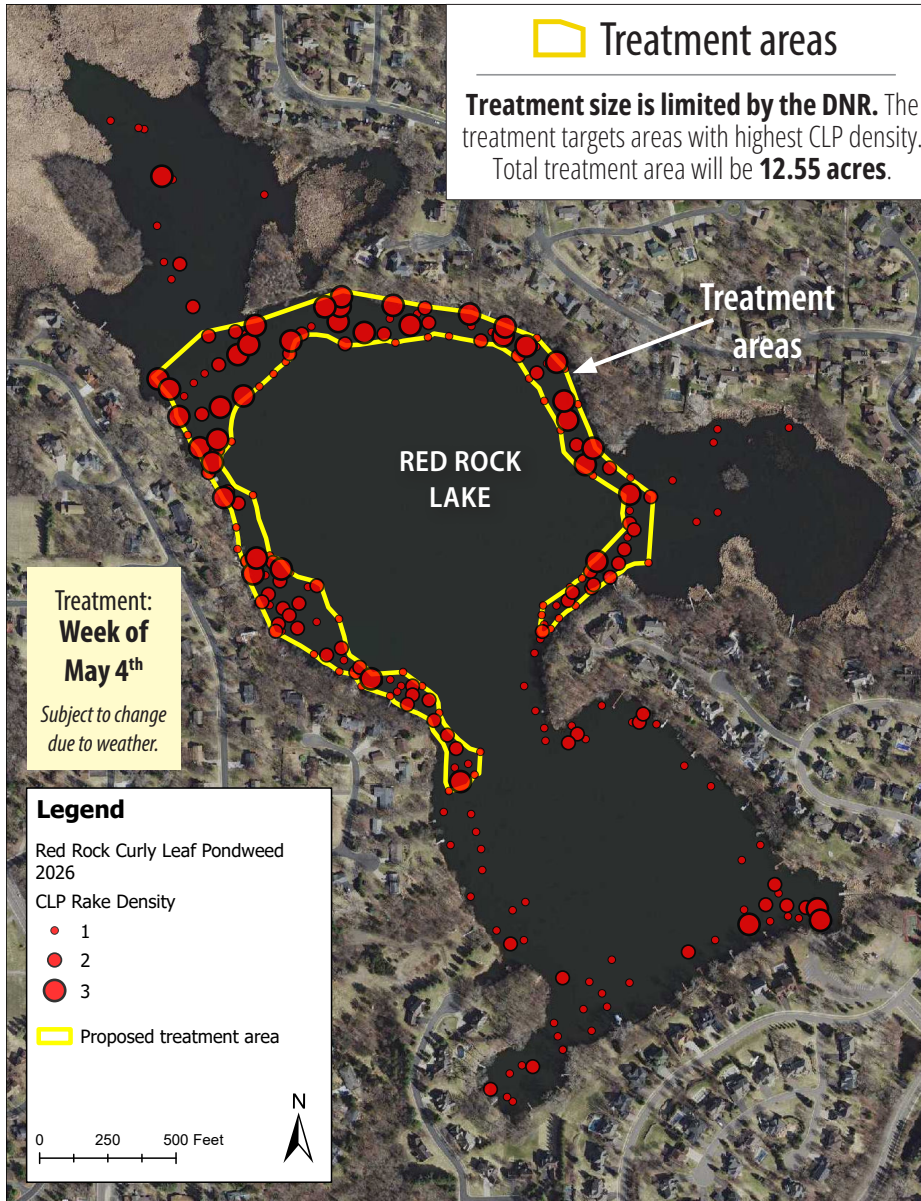 Treatment areas
Treatment size is limited by the DNR. The
treatment targets areas with highest CLP density.
Total treatment area will be 12.55 acres.
Treatment
areas
RED ROCK
LAKE
Treatment:
Week of
May 4th
Subject to change
due to weather.
Legend
Red Rock Curly Leaf Pondweed
2026
CLP Rake Density
1
2
3
Proposed treatment area
N
0 250 500 Feet